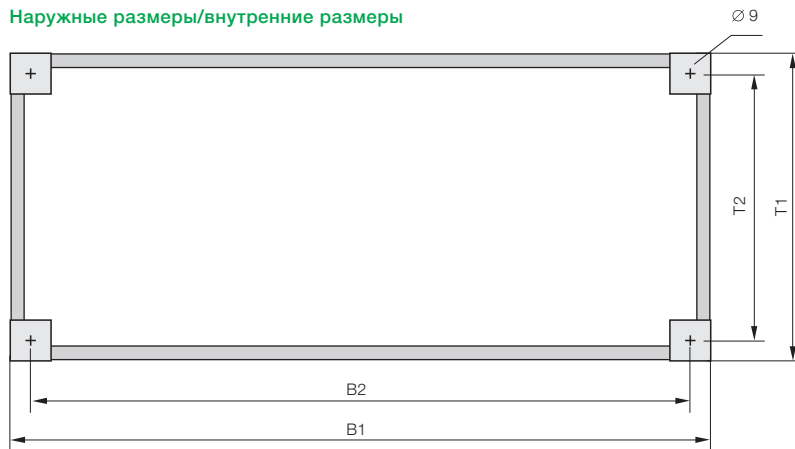 Наружные размеры/внутренние размеры
∅ 9
T2
T1
B2
B1